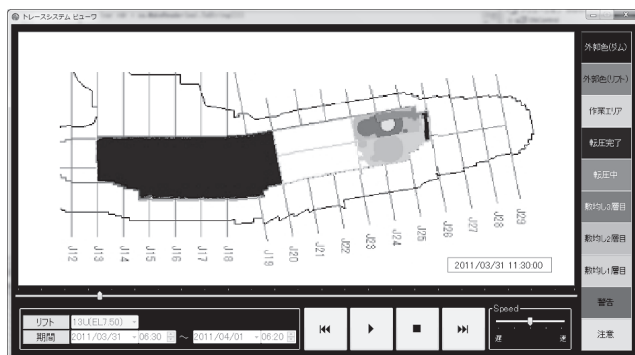 トレースシステム ビューワ
外部色(ダム)
外部色(リフト)
作業エリア
転圧完了
転圧中
敷均し3層目
敷均し2層目
敷均し1層目
警告
注意
J12 J13 J14 J15 J16 J17 J18 J19 J20 J21 J22 J23 J24 J25 J26 J27 J28 J29
2011/03/31 11:30:00
リフト 13U(EL7.50)
期間 2011/03/31 06:30 ～ 2011/04/01 06:20
Speed
遅 速